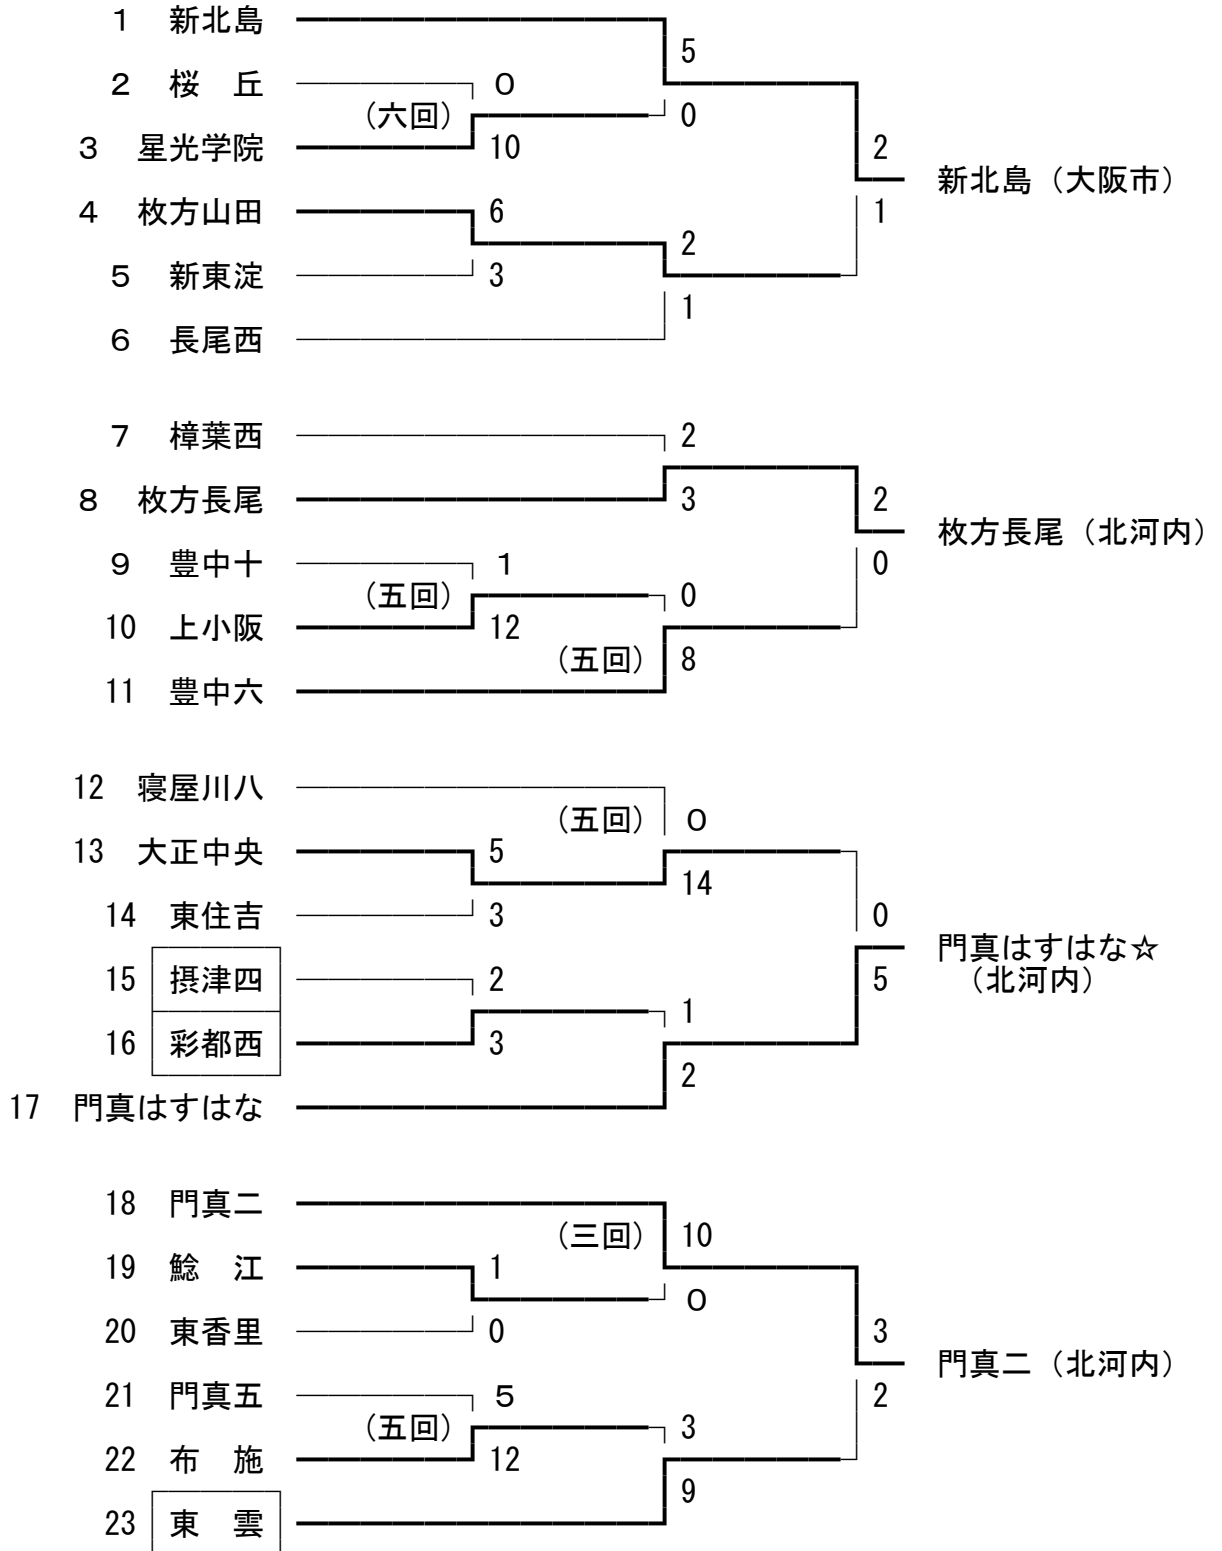 1 新北島
5
2 桜 丘 0
(六回) 0
3 星光学院 10 2
新北島（大阪市）
4 枚方山田 6 1
2
5 新東淀 3
1
6 長尾西
7 樟葉西 2
8 枚方長尾 3 2
枚方長尾（北河内）
9 豊中十 1 0
(五回) 0
10 上小阪 12
(五回) 8
11 豊中六
12 寝屋川八
(五回) 0
13 大正中央 5
14
14 東住吉 3 0
門真はすはな☆
15 摂津四 2 5 （北河内）
1
16 彩都西 3
2
17 門真はすはな
18 門真二
(三回) 10
19 鯰 江 1
0
20 東香里 0 3
門真二（北河内）
21 門真五 5 2
(五回) 3
22 布 施 12
9
23 東 雲